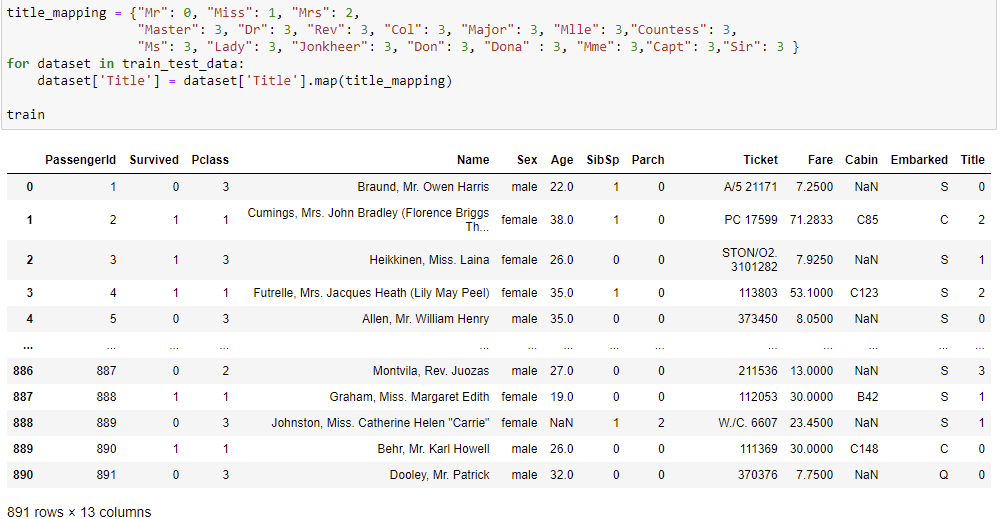 title_mapping = {"Mr": 0, "Miss": 1, "Mrs": 2,
"Master": 3, "Dr": 3, "Rev": 3, "Col": 3, "Major": 3, "Mlle": 3,"Countess": 3,
"Ms": 3, "Lady": 3, "Jonkheer": 3, "Don": 3, "Dona" : 3, "Mme": 3,"Capt": 3,"Sir": 3 }
for dataset in train_test_data:
dataset['Title'] = dataset['Title'].map(title_mapping)
train
PassengerId Survived Pclass Name Sex Age SibSp Parch Ticket Fare Cabin Embarked Title
0 1 0 3 Braund, Mr. Owen Harris male 22.0 1 0 A/5 21171 7.2500 NaN S 0
1 2 1 1 Cumings, Mrs. John Bradley (Florence Briggs Th... female 38.0 1 0 PC 17599 71.2833 C85 C 2
2 3 1 3 Heikkinen, Miss. Laina female 26.0 0 0 STON/O2. 3101282 7.9250 NaN S 1
3 4 1 1 Futrelle, Mrs. Jacques Heath (Lily May Peel) female 35.0 1 0 113803 53.1000 C123 S 2
4 5 0 3 Allen, Mr. William Henry male 35.0 0 0 373450 8.0500 NaN S 0
... ... ... ... ... ... ... ... ... ... ... ... ... ...
886 887 0 2 Montvila, Rev. Juozas male 27.0 0 0 211536 13.0000 NaN S 3
887 888 1 1 Graham, Miss. Margaret Edith female 19.0 0 0 112053 30.0000 B42 S 1
888 889 0 3 Johnston, Miss. Catherine Helen "Carrie" female NaN 1 2 W./C. 6607 23.4500 NaN S 1
889 890 1 1 Behr, Mr. Karl Howell male 26.0 0 0 111369 30.0000 C148 C 0
890 891 0 3 Dooley, Mr. Patrick male 32.0 0 0 370376 7.7500 NaN Q 0
891 rows × 13 columns